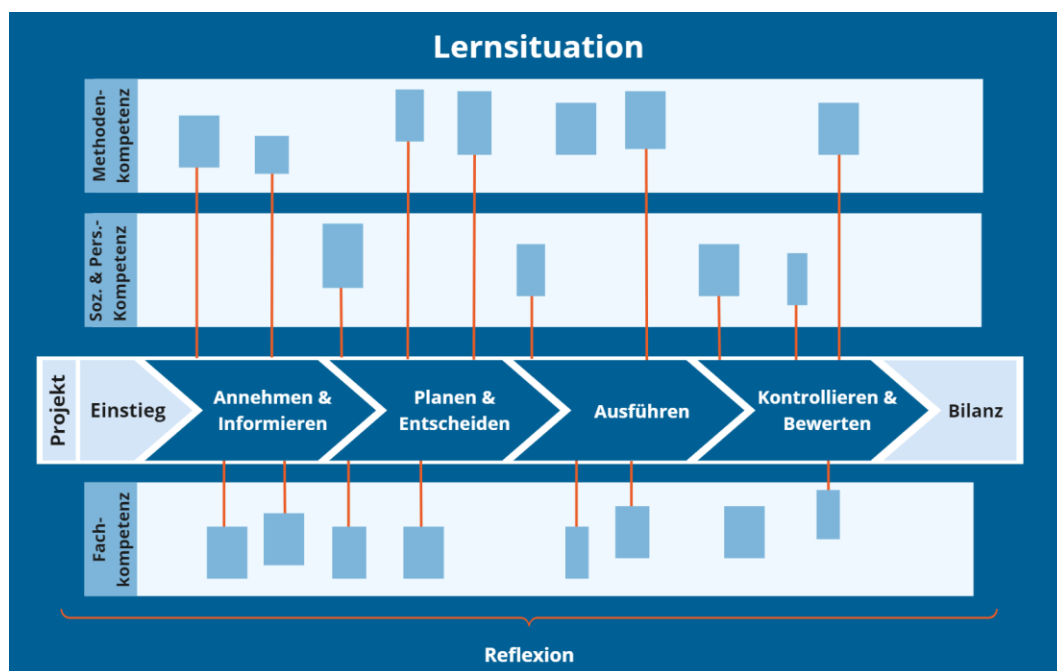 Lernsituation
Methoden-
kompetenz
Soz. & Pers.-
Kompetenz
Projekt
Einstieg
Annehmen &
Informieren
Planen &
Entscheiden
Ausführen
Kontrollieren &
Bewerten
Bilanz
Fach-
kompetenz
Reflexion